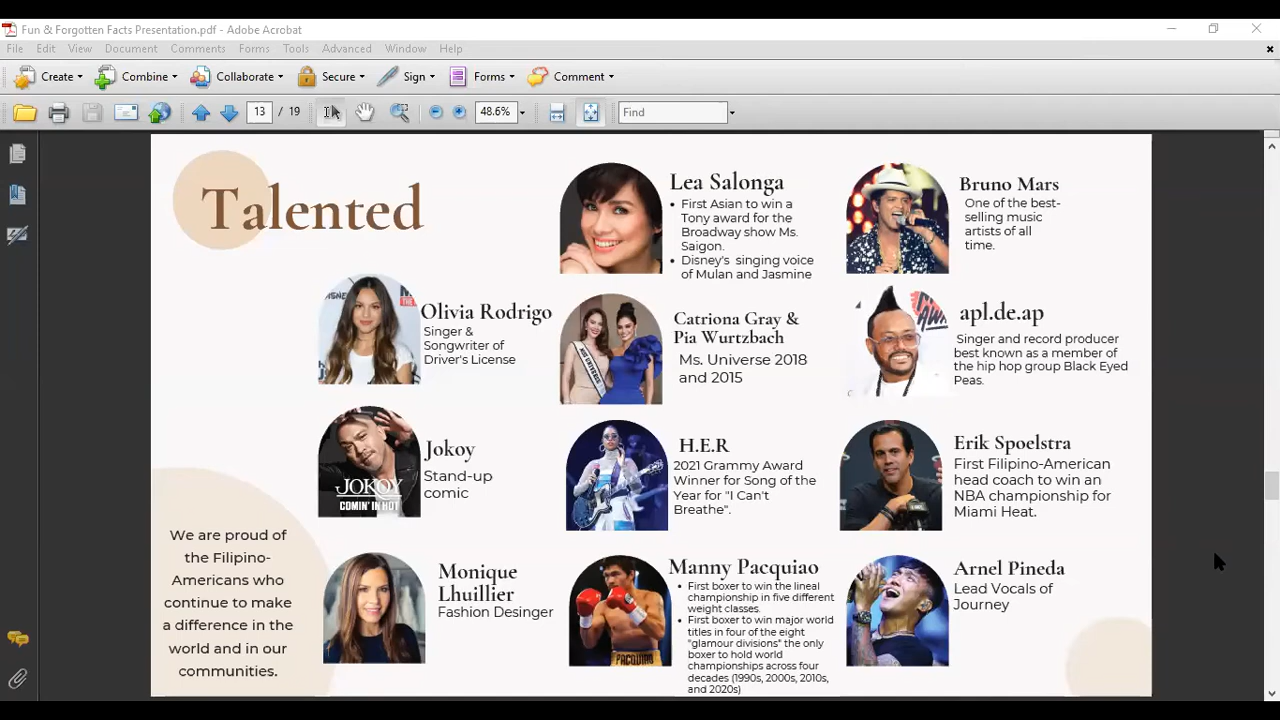 Fun & Forgotten Facts Presentation.pdf - Adobe Acrobat
File Edit View Document Comments Forms Tools Advanced Window Help
Create Combine Collaborate Secure Sign Forms Comment
13 / 19 48.6% Find
Talented
Lea Salonga
First Asian to win a
Tony award for the
Broadway show Ms.
Saigon.
Disney's singing voice
of Mulan and Jasmine
Bruno Mars
One of the best-
selling music
artists of all
time.
Olivia Rodrigo
Singer &
Songwriter of
Driver's License
Catriona Gray &
Pia Wurtzbach
Ms. Universe 2018
and 2015
apl.de.ap
Singer and record producer
best known as a member of
the hip hop group Black Eyed
Peas.
JOKOY
COMIN' IN HOT
Jokoy
Stand-up
comic
H.E.R
2021 Grammy Award
Winner for Song of the
Year for "I Can't
Breathe".
Erik Spoelstra
First Filipino-American
head coach to win an
NBA championship for
Miami Heat.
We are proud of
the Filipino-
Americans who
continue to make
a difference in the
world and in our
communities.
Monique
Lhuillier
Fashion Desinger
PACQUIAO
Manny Pacquiao
First boxer to win the lineal
championship in five different
weight classes.
First boxer to win major world
titles in four of the eight
"glamour divisions" the only
boxer to hold world
championships across four
decades (1990s, 2000s, 2010s,
and 2020s)
Arnel Pineda
Lead Vocals of
Journey